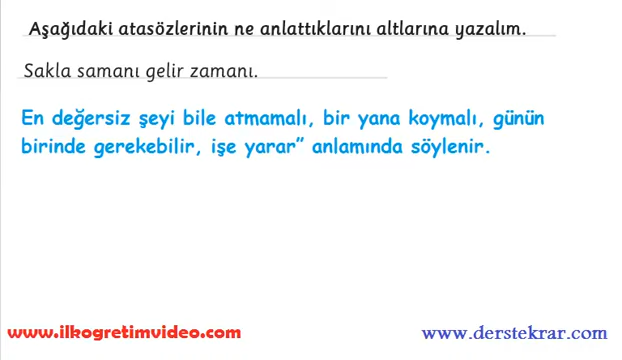 Aşağıdaki atasözlerinin ne anlattıklarını altlarına yazalım.
Sakla samanı gelir zamanı.
En değersiz şeyi bile atmamalı, bir yana koymalı, günün
birinde gerekebilir, işe yarar” anlamında söylenir.
www.ilkogretimvideo.com
www.derstekrar.com